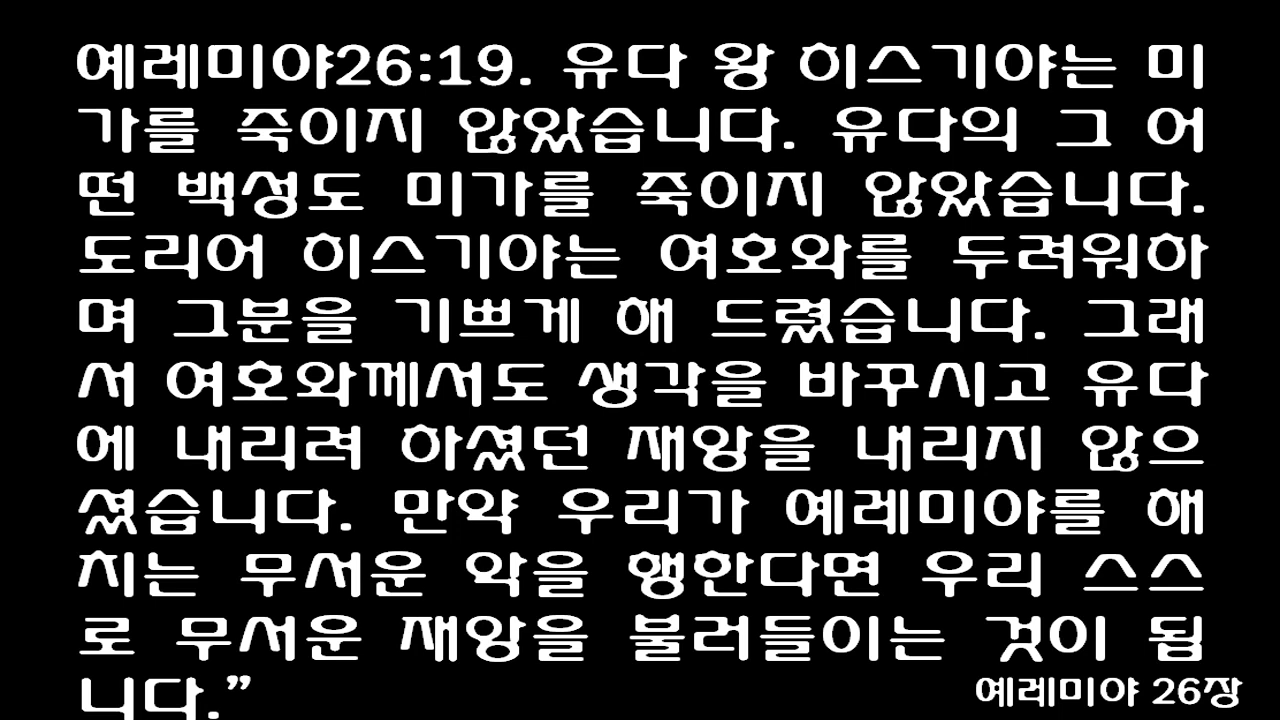 예레미야26:19. 유다 왕 히스기야는 미
가를 죽이지 않았습니다. 유다의 그 어
떤 백성도 미가를 죽이지 않았습니다.
도리어 히스기야는 여호와를 두려워하
며 그분을 기쁘게 해 드렸습니다. 그래
서 여호와께서도 생각을 바꾸시고 유다
에 내리려 하셨던 재앙을 내리지 않으
셨습니다. 만약 우리가 예레미야를 해
치는 무서운 악을 행한다면 우리 스스
로 무서운 재앙을 불러들이는 것이 됩
니다.”
예레미야 26장